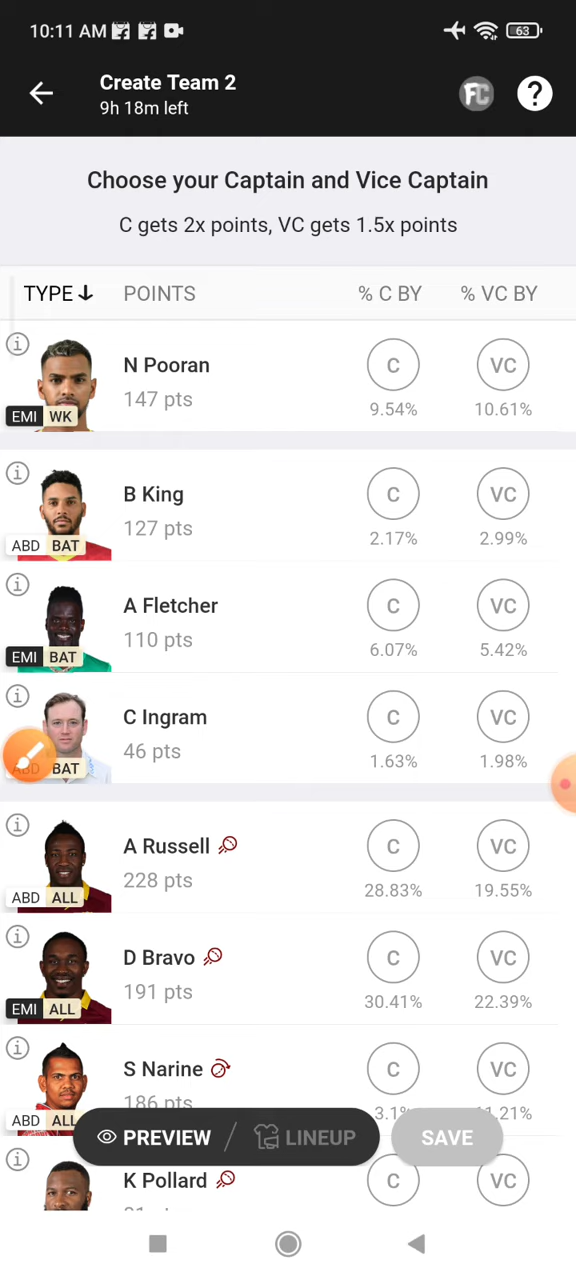 10:11 AM
63
Create Team 2
9h 18m left
FC
?
Choose your Captain and Vice Captain
C gets 2x points, VC gets 1.5x points
TYPE POINTS % C BY % VC BY
N Pooran
147 pts
C VC
9.54% 10.61%
EMI WK
B King
127 pts
C VC
2.17% 2.99%
ABD BAT
A Fletcher
110 pts
C VC
6.07% 5.42%
EMI BAT
C Ingram
46 pts
C VC
1.63% 1.98%
ABD BAT
A Russell
228 pts
C VC
28.83% 19.55%
ABD ALL
D Bravo
191 pts
C VC
30.41% 22.39%
EMI ALL
S Narine
186 pts
C VC
ABD ALL
PREVIEW / LINEUP SAVE
K Pollard
C VC